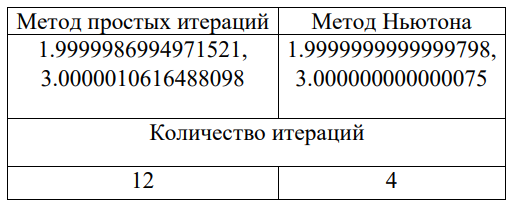 Метод простых итераций
Метод Ньютона
1.9999986994971521,
3.0000010616488098
1.9999999999999798,
3.000000000000075
Количество итераций
12
4